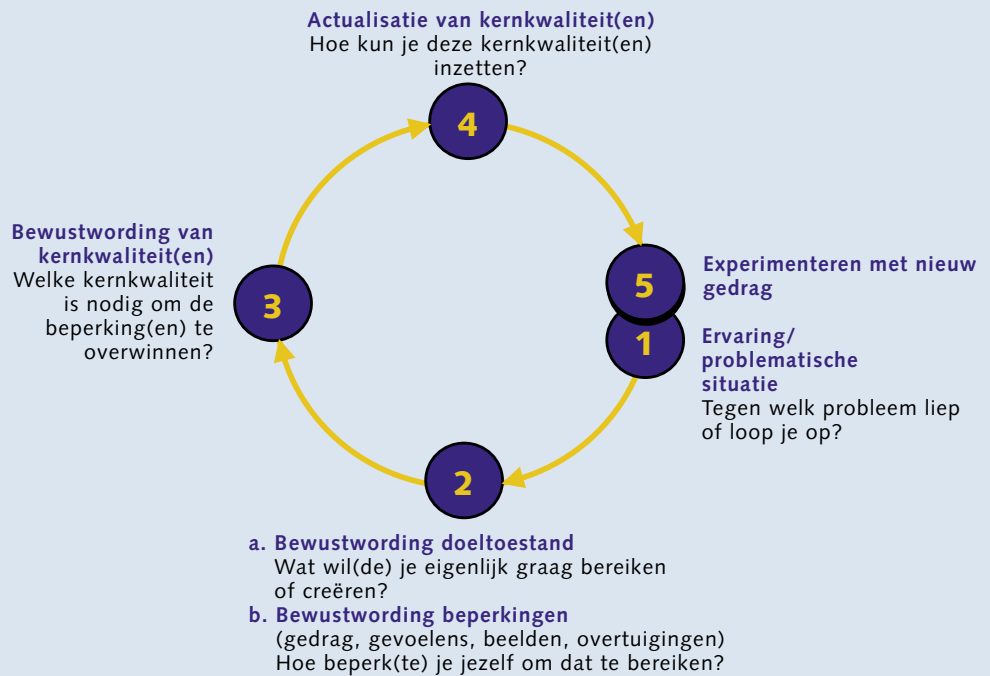 Actualisatie van kernkwaliteit(en)
Hoe kun je deze kernkwaliteit(en)
inzetten?
4
Bewustwording van
kernkwaliteit(en)
Welke kernkwaliteit
is nodig om de
beperking(en) te
overwinnen?
3
5
Experimenteren met nieuw
gedrag
1
Ervaring/
problematische
situatie
Tegen welk probleem liep
of loop je op?
2
a. Bewustwording doeltoestand
Wat wil(de) je eigenlijk graag bereiken
of creëren?
b. Bewustwording beperkingen
(gedrag, gevoelens, beelden, overtuigingen)
Hoe beperk(te) je jezelf om dat te bereiken?